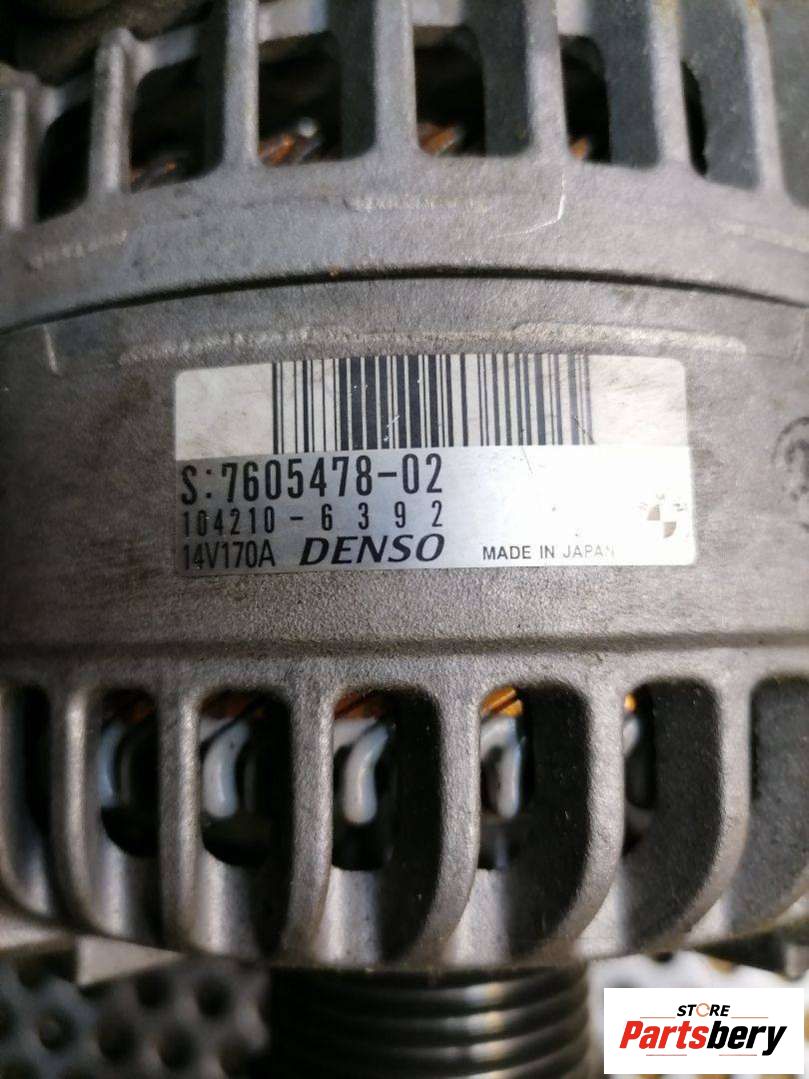 S:7605478-02
104210-6392
14V170A DENSO MADE IN JAPAN
STORE
Partsbery